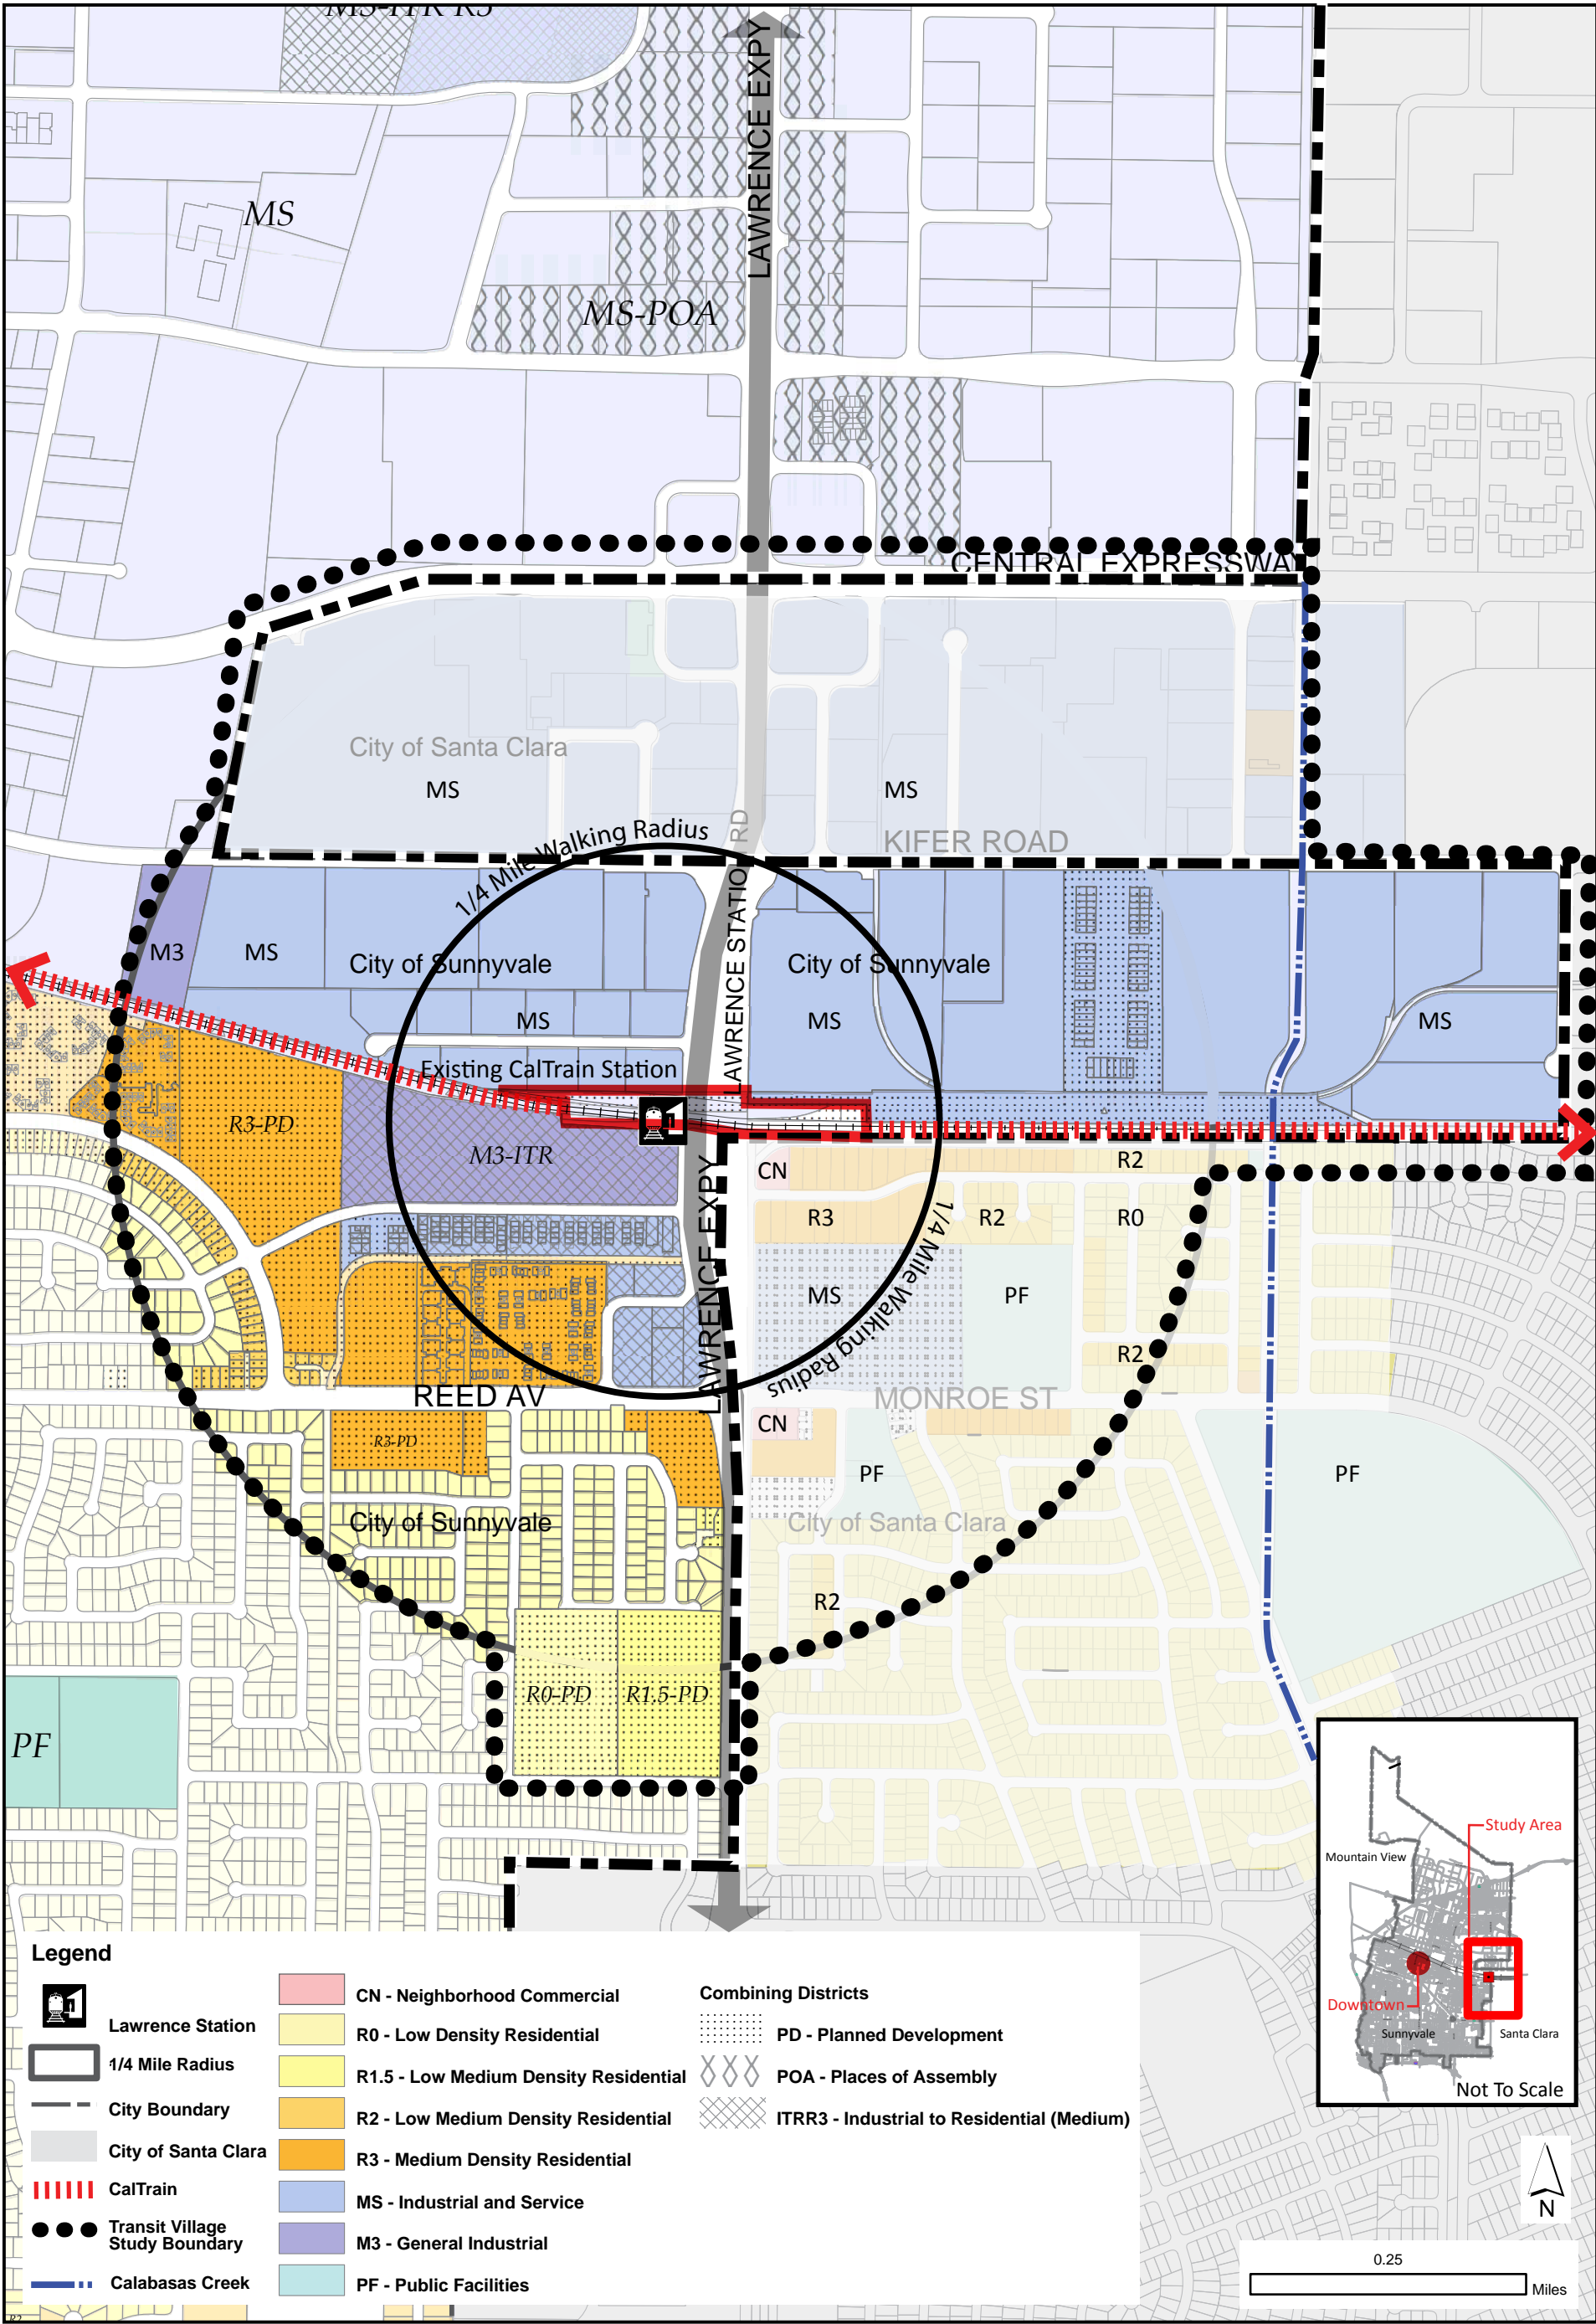 MS-ITR-R3
LAWRENCE EXPY
MS
MS-POA
CENTRAL EXPRESSWAY
City of Santa Clara
MS
MS
KIFER ROAD
1/4 Mile Walking Radius
LAWRENCE STATION RD
M3
MS
City of Sunnyvale
City of Sunnyvale
MS
MS
MS
Existing CalTrain Station
R3-PD
M3-ITR
CN
R2
R3
R2
R0
LAWRENCE EXPY
1/4 Mile Walking Radius
MS
PF
R2
REED AV
MONROE ST
CN
R3-PD
PF
PF
City of Sunnyvale
City of Santa Clara
R2
R0-PD
R1.5-PD
PF
Study Area
Mountain View
Downtown
Sunnyvale
Santa Clara
Not To Scale
Legend
Lawrence Station
1/4 Mile Radius
City Boundary
City of Santa Clara
CalTrain
Transit Village
Study Boundary
Calabasas Creek
CN - Neighborhood Commercial
R0 - Low Density Residential
R1.5 - Low Medium Density Residential
R2 - Low Medium Density Residential
R3 - Medium Density Residential
MS - Industrial and Service
M3 - General Industrial
PF - Public Facilities
Combining Districts
PD - Planned Development
POA - Places of Assembly
ITRR3 - Industrial to Residential (Medium)
N
0.25
Miles
R2